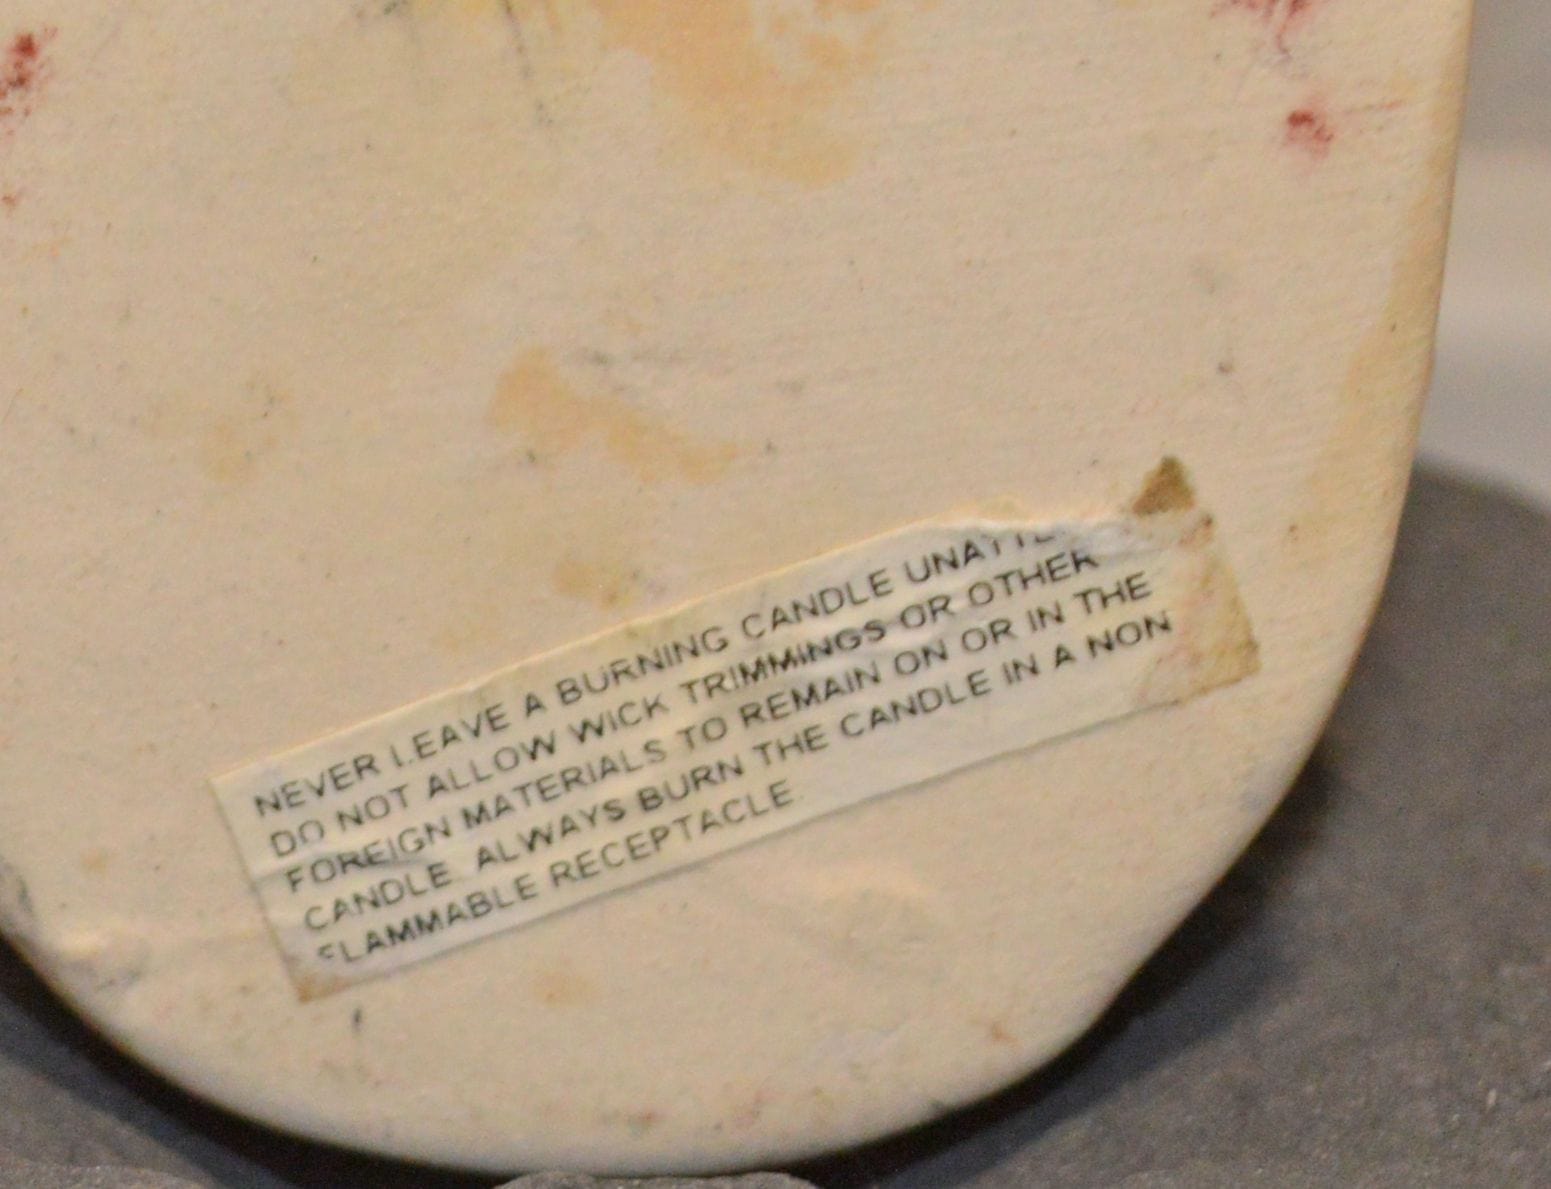 NEVER LEAVE A BURNING CANDLE
DO NOT ALLOW WICK TRIMMINGS OR OTHER
FOREIGN MATERIALS TO REMAIN ON OR IN THE
CANDLE. ALWAYS BURN THE CANDLE IN A NON
FLAMMABLE RECEPTACLE.